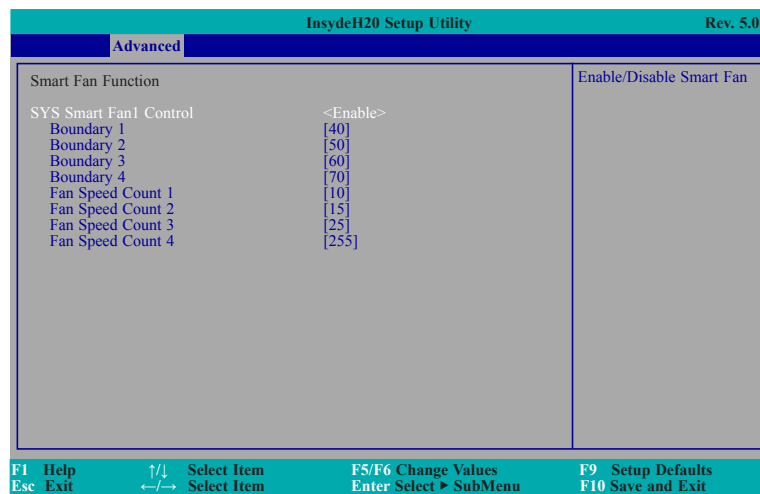 InsydeH20 Setup Utility Rev. 5.0
Advanced
Smart Fan Function
Enable/Disable Smart Fan
SYS Smart Fan1 Control <Enable>
Boundary 1 [40]
Boundary 2 [50]
Boundary 3 [60]
Boundary 4 [70]
Fan Speed Count 1 [10]
Fan Speed Count 2 [15]
Fan Speed Count 3 [25]
Fan Speed Count 4 [255]
F1 Help ↑/↓ Select Item F5/F6 Change Values F9 Setup Defaults
Esc Exit ←/→ Select Item Enter Select ▶ SubMenu F10 Save and Exit